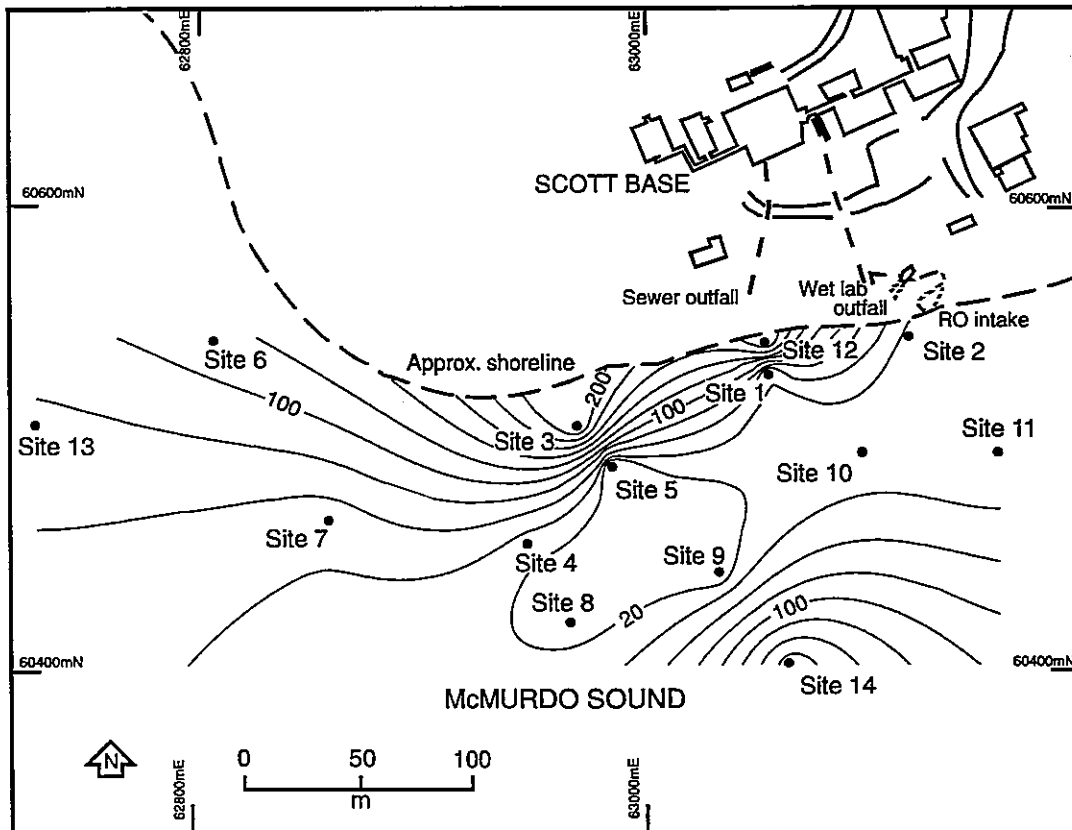 62800mE
63000mE
SCOTT BASE
60600mN
60600mN
Sewer outfall
Wet lab
outfall
RO intake
Site 6
Approx. shoreline
Site 12
Site 2
Site 1
200
100
100
Site 13
Site 3
Site 11
Site 10
Site 5
Site 7
Site 4
Site 9
Site 8
20
100
60400mN
60400mN
Site 14
McMURDO SOUND
N
0 50 100
m
62800mE
63000mE